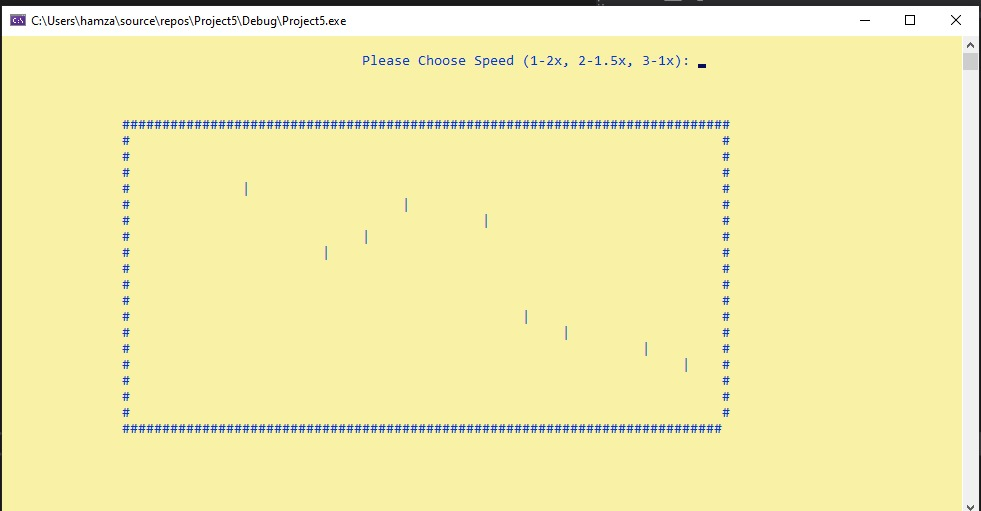 C:\Users\hamza\source\repos\Project5\Debug\Project5.exe
Please Choose Speed (1-2x, 2-1.5x, 3-1x):